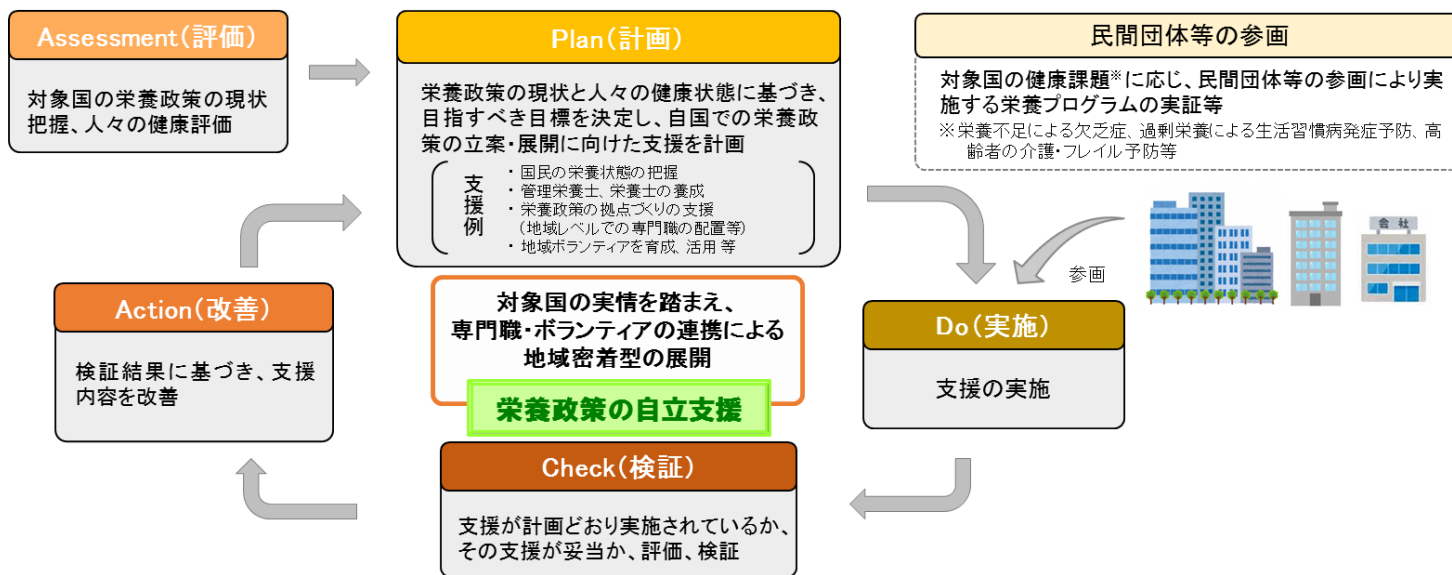 Assessment(評価)
対象国の栄養政策の現状
把握、人々の健康評価
Plan(計画)
栄養政策の現状と人々の健康状態に基づき、
目指すべき目標を決定し、自国での栄養政
策の立案・展開に向けた支援を計画
支援例
・国民の栄養状態の把握
・管理栄養士、栄養士の養成
・栄養政策の拠点づくりの支援
(地域レベルでの専門職の配置等)
・地域ボランティアを育成、活用 等
民間団体等の参画
対象国の健康課題※に応じ、民間団体等の参画により実
施する栄養プログラムの実証等
※栄養不足による欠乏症、過剰栄養による生活習慣病発症予防、高
齢者の介護・フレイル予防等
会社
参画
Action(改善)
検証結果に基づき、支援
内容を改善
対象国の実情を踏まえ、
専門職・ボランティアの連携による
地域密着型の展開
栄養政策の自立支援
Do(実施)
支援の実施
Check(検証)
支援が計画どおり実施されているか、
その支援が妥当か、評価、検証